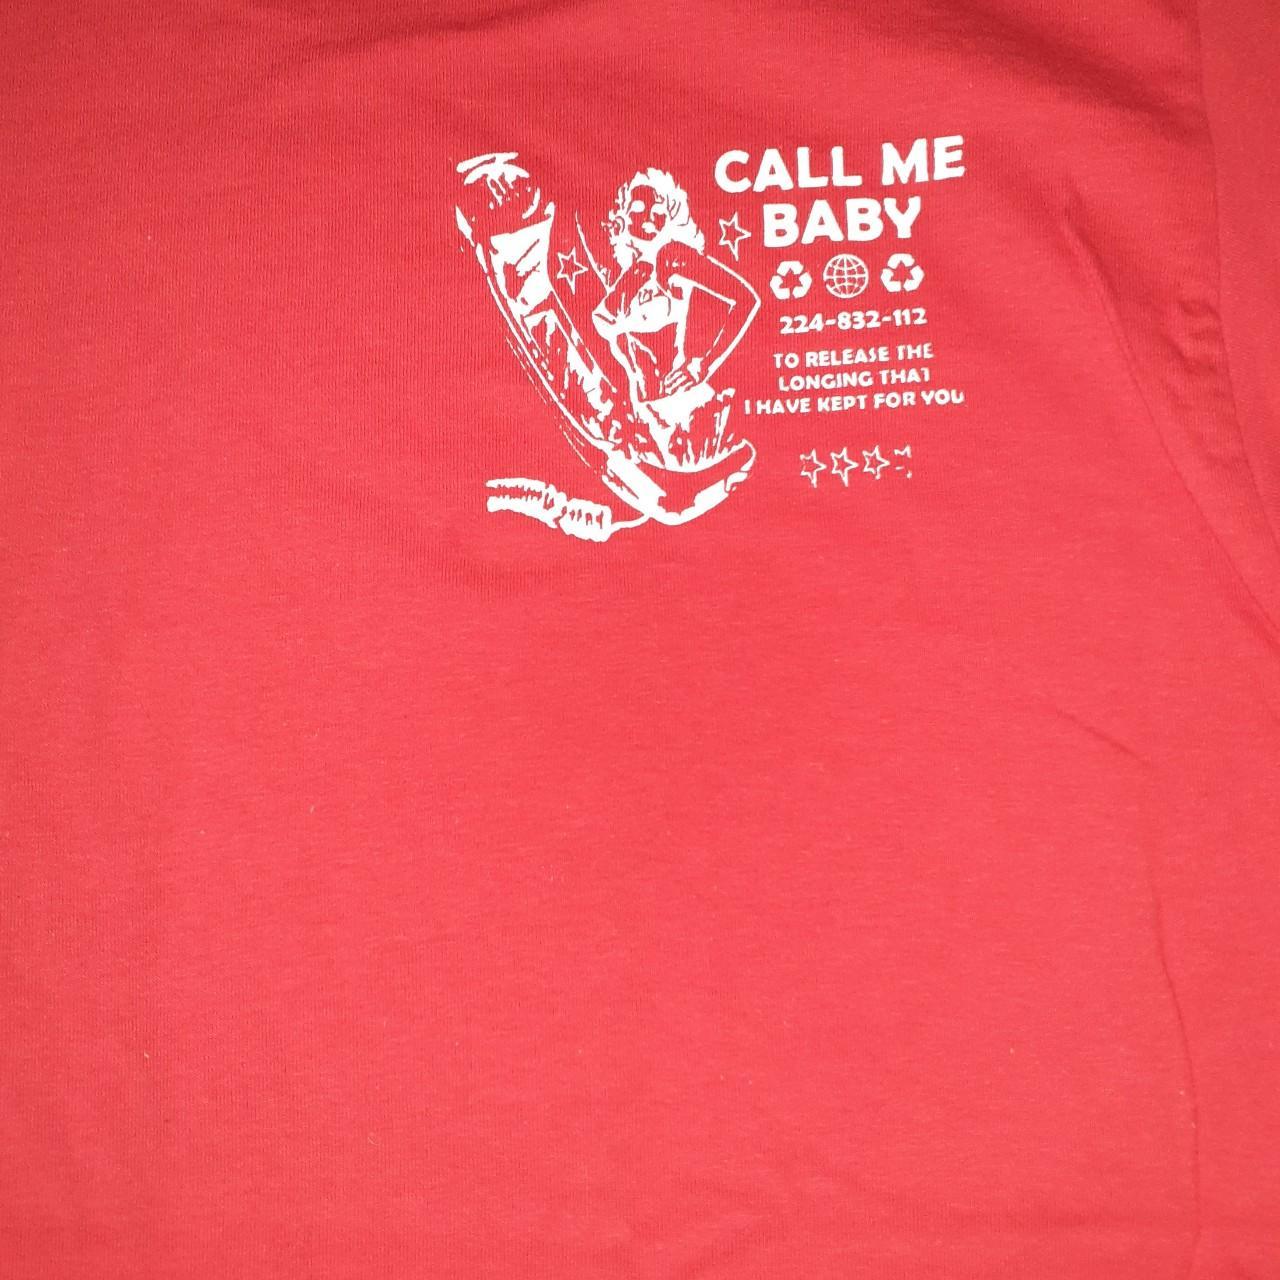 CALL ME
BABY
224-832-112
TO RELEASE THE
LONGING THAT
I HAVE KEPT FOR YOU